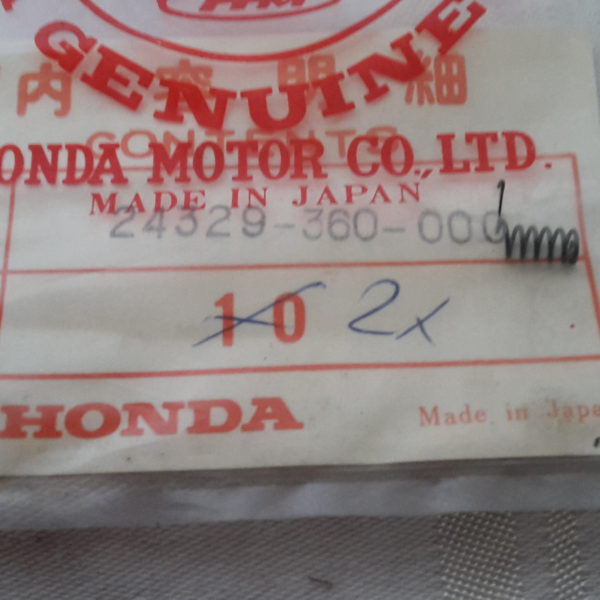 HM
GENUINE
内容明細
CONTENTS
HONDA MOTOR CO., LTD.
MADE IN JAPAN
24329-360-000
10 2x
HONDA
Made in Japa